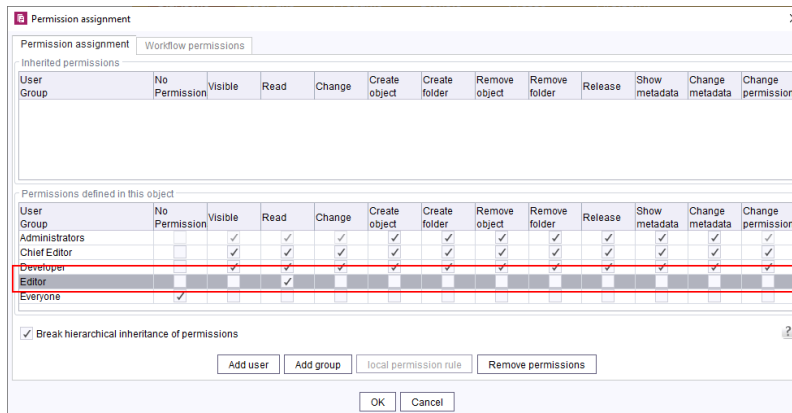 Permission assignment
Permission assignment Workflow permissions
Inherited permissions
User Group No Permission Visible Read Change Create object Create folder Remove object Remove folder Release Show metadata Change metadata Change permission
Permissions defined in this object
User Group No Permission Visible Read Change Create object Create folder Remove object Remove folder Release Show metadata Change metadata Change permission
Administrators
Chief Editor
Developer
Editor
Everyone
Break hierarchical inheritance of permissions ?
Add user Add group local permission rule Remove permissions
OK Cancel